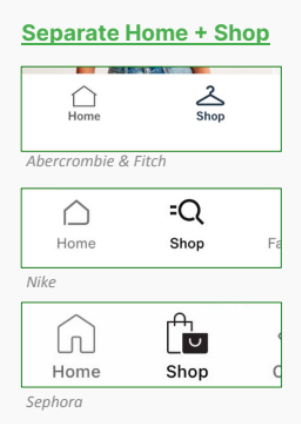 Separate Home + Shop
Home Shop
Abercrombie & Fitch
Home Shop Fa
Nike
Home Shop
Sephora